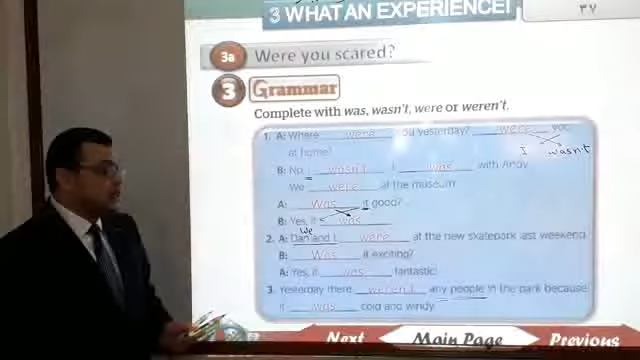 3 WHAT AN EXPERIENCE!
٣٧
3a Were you scared?
3 Grammar
Complete with was, wasn't, were or weren't.
1. A: Where were you yesterday? were you
at home?
I wasn't
B: No, I wasn't. I was with Andy.
We were at the museum.
A: Was it good?
B: Yes, it was
We
2. A: Dan and I were at the new skatepark last weekend.
B: Was it exciting?
A: Yes, it was fantastic!
3. Yesterday there weren't any people in the park because
it was cold and windy.
Next Main Page Previous